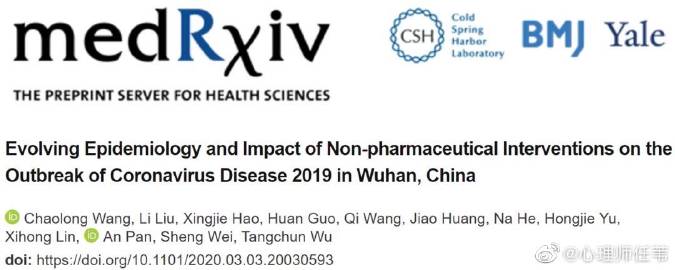 medRχiv
THE PREPRINT SERVER FOR HEALTH SCIENCES
CSH
Cold
Spring
Harbor
Laboratory
BMJ
Yale
Evolving Epidemiology and Impact of Non-pharmaceutical Interventions on the
Outbreak of Coronavirus Disease 2019 in Wuhan, China
iD Chaolong Wang, Li Liu, Xingjie Hao, Huan Guo, Qi Wang, Jiao Huang, Na He, Hongjie Yu,
Xihong Lin, iD An Pan, Sheng Wei, Tangchun Wu
doi: https://doi.org/10.1101/2020.03.03.20030593
@心理师任苇